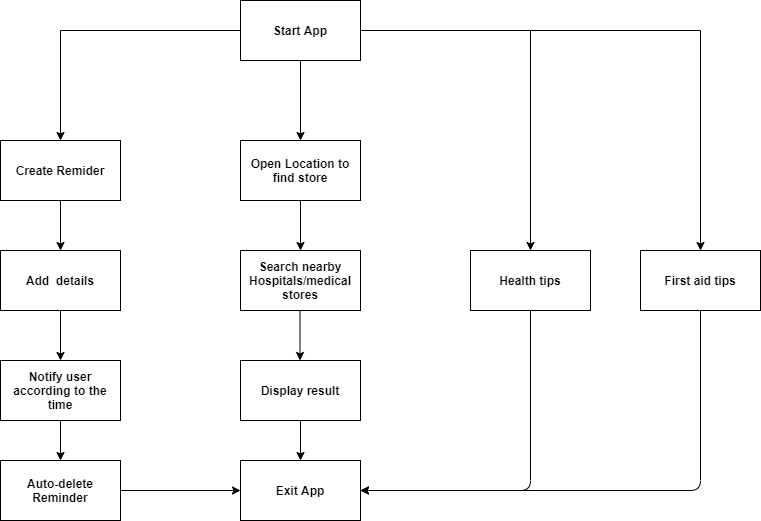 Start App
Create Remider
Open Location to
find store
Add  details
Search nearby
Hospitals/medical
stores
Health tips
First aid tips
Notify user
according to the
time
Display result
Auto-delete
Reminder
Exit App